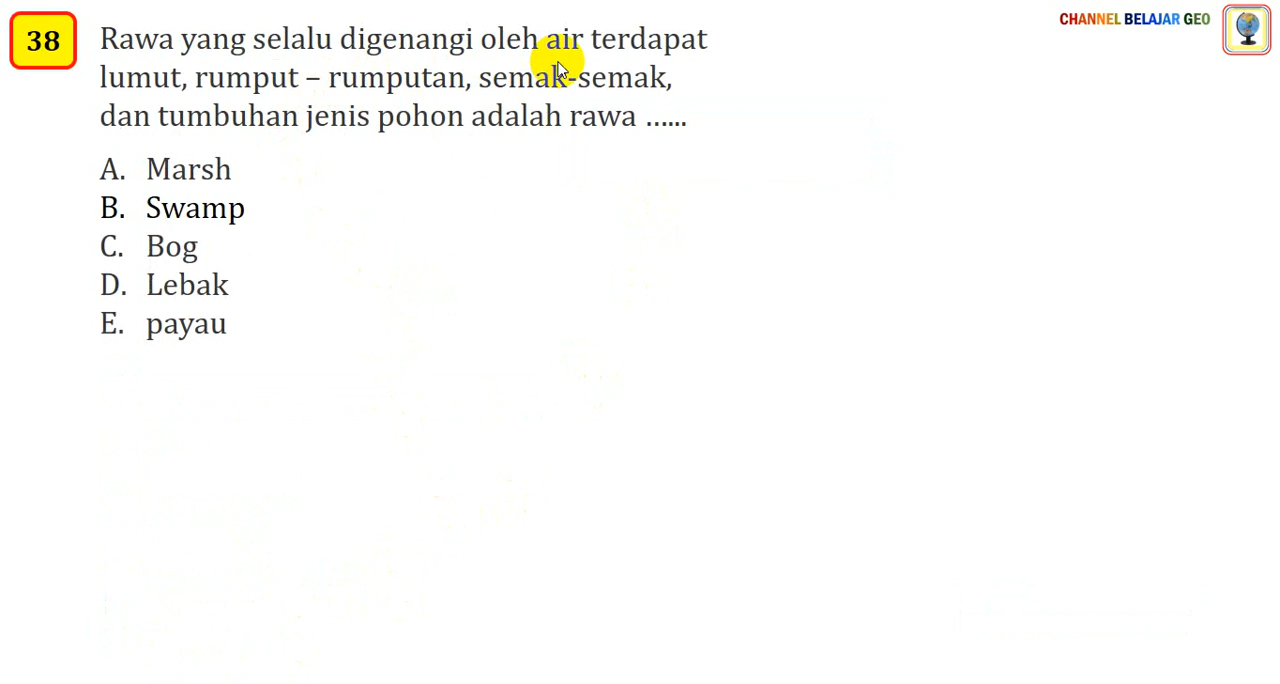 38
CHANNEL BELAJAR GEO
Rawa yang selalu digenangi oleh air terdapat
lumut, rumput – rumputan, semak-semak,
dan tumbuhan jenis pohon adalah rawa ......
A. Marsh
B. Swamp
C. Bog
D. Lebak
E. payau